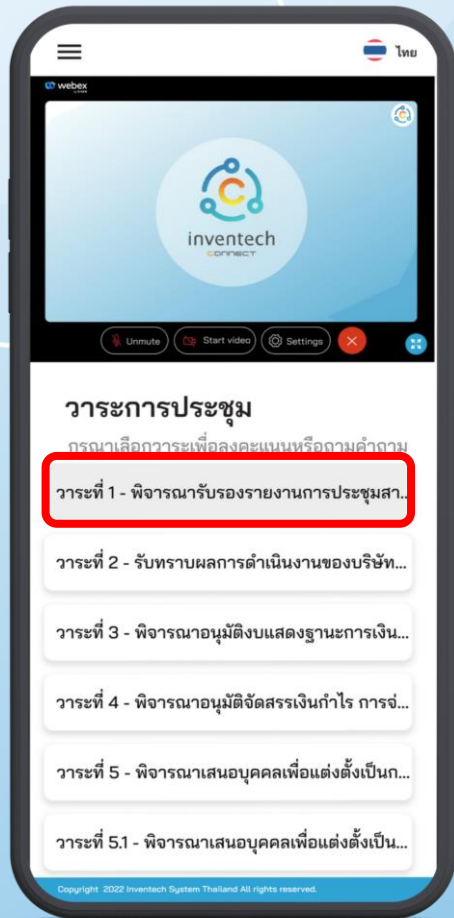 ไทย
webex
inventech
CONNECT
Unmute
Start video
Settings
วาระการประชุม
กรุณาเลือกวาระเพื่อลงคะแนนหรือถามคำถาม
วาระที่ 1 - พิจารณารับรองรายงานการประชุมสา..
วาระที่ 2 - รับทราบผลการดำเนินงานของบริษัท...
วาระที่ 3 - พิจารณาอนุมัติงบแสดงฐานะการเงิน...
วาระที่ 4 - พิจารณาอนุมัติจัดสรรเงินกำไร การจ่...
วาระที่ 5 - พิจารณาเสนอบุคคลเพื่อแต่งตั้งเป็นก...
วาระที่ 5.1 - พิจารณาเสนอบุคคลเพื่อแต่งตั้งเป็น...
Copyright 2022 Inventech System Thailand All rights reserved.